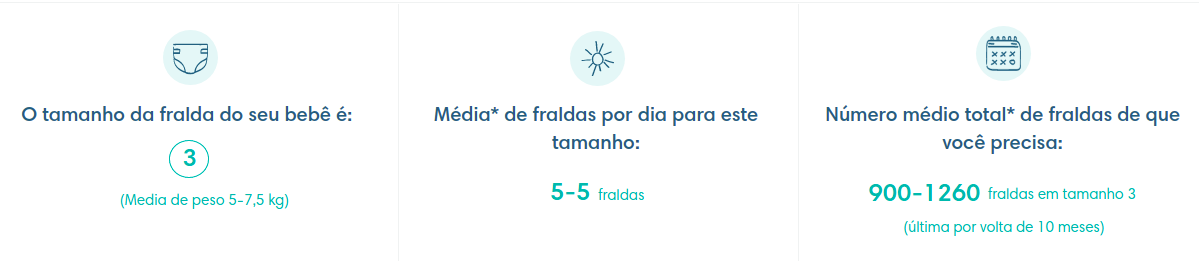 O tamanho da fralda do seu bebê é:
3
(Media de peso 5-7,5 kg)
Média* de fraldas por dia para este
tamanho:
5-5 fraldas
Número médio total* de fraldas de que
você precisa:
900-1260 fraldas em tamanho 3
(última por volta de 10 meses)